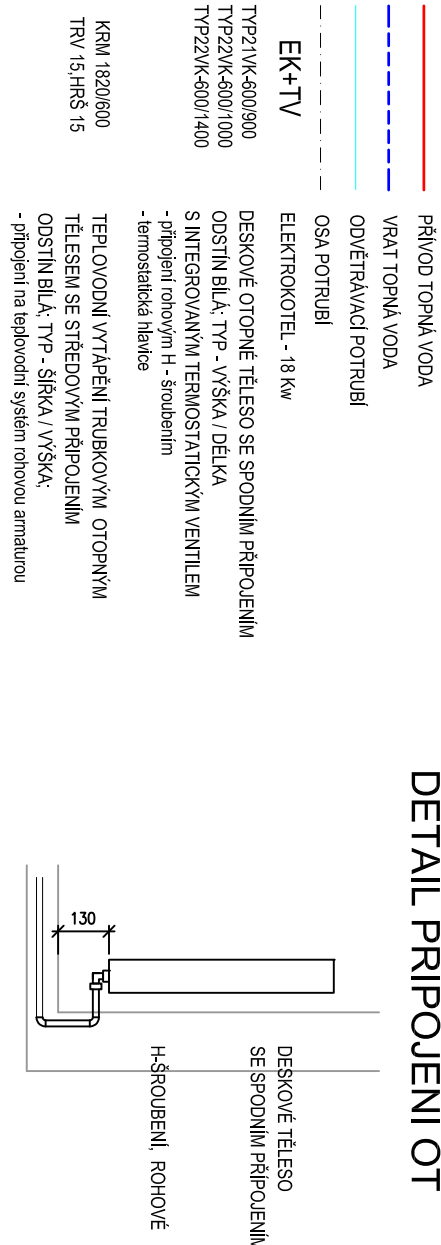 PŘÍVOD TOPNÁ VODA
VRAT TOPNÁ VODA
ODVĚTRÁVACÍ POTRUBÍ
OSA POTRUBÍ
EK+TV
ELEKTROKOTEL - 18 Kw
TYP21VK-600/900
TYP22VK-600/1000
TYP22VK-600/1400
DESKOVÉ OTOPNÉ TĚLESO SE SPODNÍM PŘIPOJENÍM
ODSTÍN BÍLÁ; TYP - VÝŠKA / DÉLKA
S INTEGROVANÝM TERMOSTATICKÝM VENTILEM
- připojení rohovým H - šroubením
- termostatická hlavice
KRM 1820/600
TRV 15,HRŠ 15
TEPLOVODNÍ VYTÁPĚNÍ TRUBKOVÝM OTOPNÝM
TĚLESEM SE STŘEDOVÝM PŘIPOJENÍM
ODSTÍN BÍLÁ; TYP - ŠÍŘKA / VÝŠKA;
- připojení na teplovodní systém rohovou armaturou
DETAIL PŘIPOJENÍ OT
DESKOVÉ TĚLESO
SE SPODNÍM PŘÍPOJENÍM
H-ŠROUBENÍ, ROHOVÉ
130